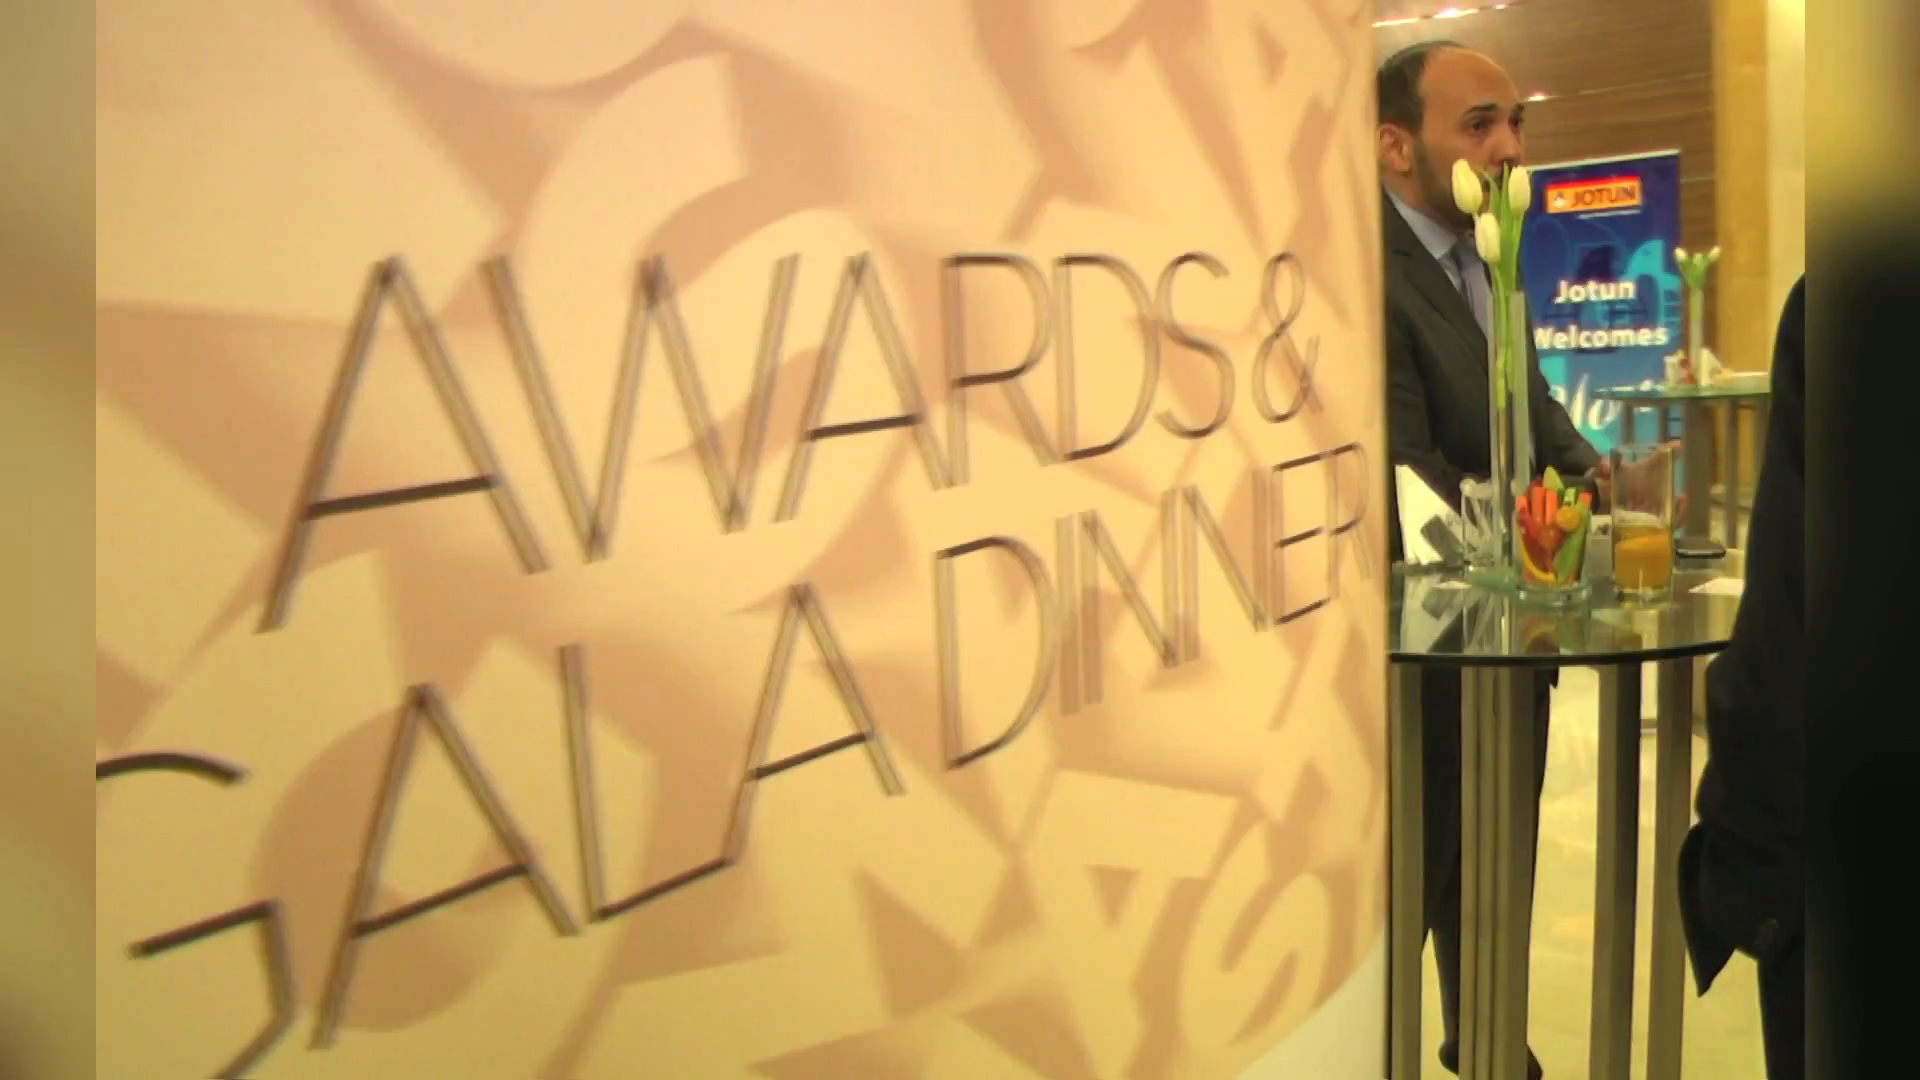 AWARDS &
GALA DINNER
JOTUN
Jotun
Welcomes